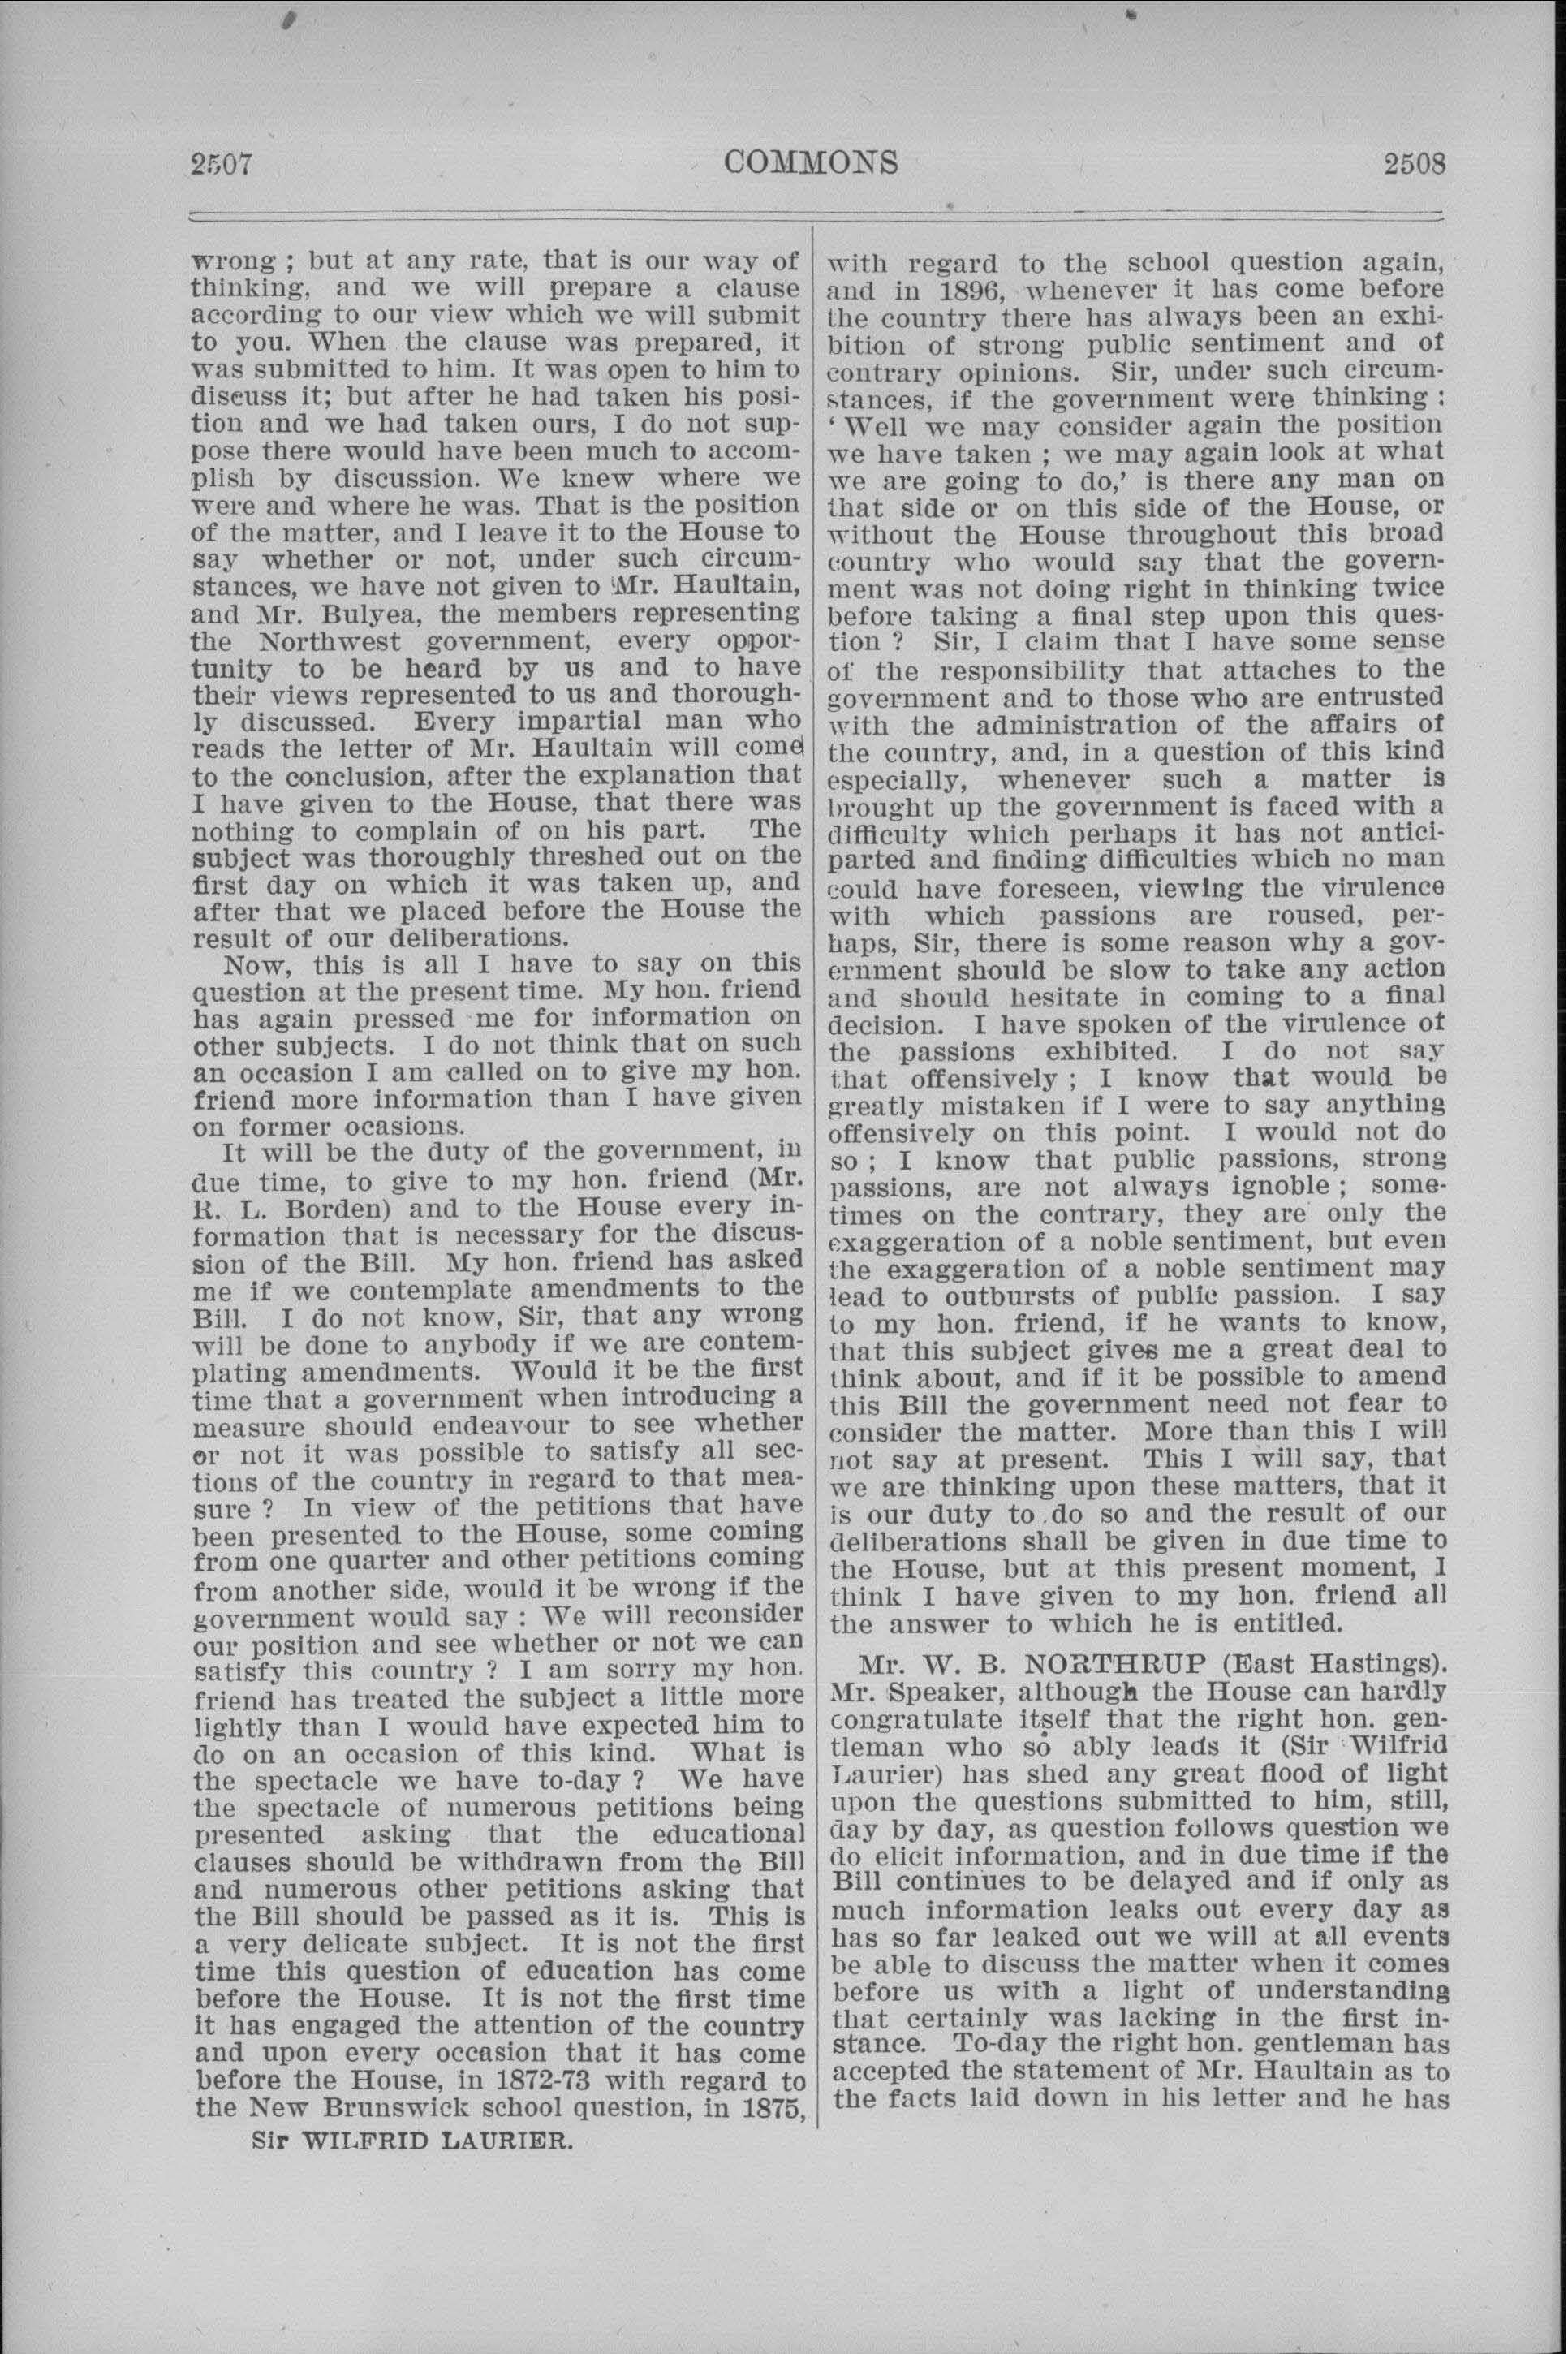 2507
COMMONS
2508
wrong ; but at any rate, that is our way of
thinking, and we will prepare a clause
according to our view which we will submit
to you. When the clause was prepared, it
was submitted to him. It was open to him to
discuss it; but after he had taken his posi-
tion and we had taken ours, I do not sup-
pose there would have been much to accom-
plish by discussion. We knew where we
were and where he was. That is the position
of the matter, and I leave it to the House to
say whether or not, under such circum-
stances, we have not given to Mr. Haultain,
and Mr. Bulyea, the members representing
the Northwest government, every oppor-
tunity to be heard by us and to have
their views represented to us and thorough-
ly discussed. Every impartial man who
reads the letter of Mr. Haultain will come
to the conclusion, after the explanation that
I have given to the House, that there was
nothing to complain of on his part. The
subject was thoroughly threshed out on the
first day on which it was taken up, and
after that we placed before the House the
result of our deliberations.
Now, this is all I have to say on this
question at the present time. My hon. friend
has again pressed me for information on
other subjects. I do not think that on such
an occasion I am called on to give my hon.
friend more information than I have given
on former ocasions.
It will be the duty of the government, in
due time, to give to my hon. friend (Mr.
R. L. Borden) and to the House every in-
formation that is necessary for the discus-
sion of the Bill. My hon. friend has asked
me if we contemplate amendments to the
Bill. I do not know, Sir, that any wrong
will be done to anybody if we are contem-
plating amendments. Would it be the first
time that a government when introducing a
measure should endeavour to see whether
or not it was possible to satisfy all sec-
tions of the country in regard to that mea-
sure ? In view of the petitions that have
been presented to the House, some coming
from one quarter and other petitions coming
from another side, would it be wrong if the
government would say : We will reconsider
our position and see whether or not we can
satisfy this country ? I am sorry my hon.
friend has treated the subject a little more
lightly than I would have expected him to
do on an occasion of this kind. What is
the spectacle we have to-day ? We have
the spectacle of numerous petitions being
presented asking that the educational
clauses should be withdrawn from the Bill
and numerous other petitions asking that
the Bill should be passed as it is. This is
a very delicate subject. It is not the first
time this question of education has come
before the House. It is not the first time
it has engaged the attention of the country
and upon every occasion that it has come
before the House, in 1872-73 with regard to
the New Brunswick school question, in 1875,
Sir WILFRID LAURIER.
with regard to the school question again,
and in 1896, whenever it has come before
the country there has always been an exhi-
bition of strong public sentiment and of
contrary opinions. Sir, under such circum-
stances, if the government were thinking :
‘ Well we may consider again the position
we have taken ; we may again look at what
we are going to do,’ is there any man on
that side or on this side of the House, or
without the House throughout this broad
country who would say that the govern-
ment was not doing right in thinking twice
before taking a final step upon this ques-
tion ? Sir, I claim that I have some sense
of the responsibility that attaches to the
government and to those who are entrusted
with the administration of the affairs of
the country, and, in a question of this kind
especially, whenever such a matter is
brought up the government is faced with a
difficulty which perhaps it has not antici-
parted and finding difficulties which no man
could have foreseen, viewing the virulence
with which passions are roused, per-
haps, Sir, there is some reason why a gov-
ernment should be slow to take any action
and should hesitate in coming to a final
decision. I have spoken of the virulence of
the passions exhibited. I do not say
that offensively ; I know that would be
greatly mistaken if I were to say anything
offensively on this point. I would not do
so ; I know that public passions, strong
passions, are not always ignoble ; some-
times on the contrary, they are only the
exaggeration of a noble sentiment, but even
the exaggeration of a noble sentiment may
lead to outbursts of public passion. I say
to my hon. friend, if he wants to know,
that this subject gives me a great deal to
think about, and if it be possible to amend
this Bill the government need not fear to
consider the matter. More than this I will
not say at present. This I will say, that
we are thinking upon these matters, that it
is our duty to do so and the result of our
deliberations shall be given in due time to
the House, but at this present moment, I
think I have given to my hon. friend all
the answer to which he is entitled.
Mr. W. B. NORTHRUP (East Hastings).
Mr. Speaker, although the House can hardly
congratulate itself that the right hon. gen-
tleman who so ably leads it (Sir Wilfrid
Laurier) has shed any great flood of light
upon the questions submitted to him, still,
day by day, as question follows question we
do elicit information, and in due time if the
Bill continues to be delayed and if only as
much information leaks out every day as
has so far leaked out we will at all events
be able to discuss the matter when it comes
before us with a light of understanding
that certainly was lacking in the first in-
stance. To-day the right hon. gentleman has
accepted the statement of Mr. Haultain as to
the facts laid down in his letter and he has